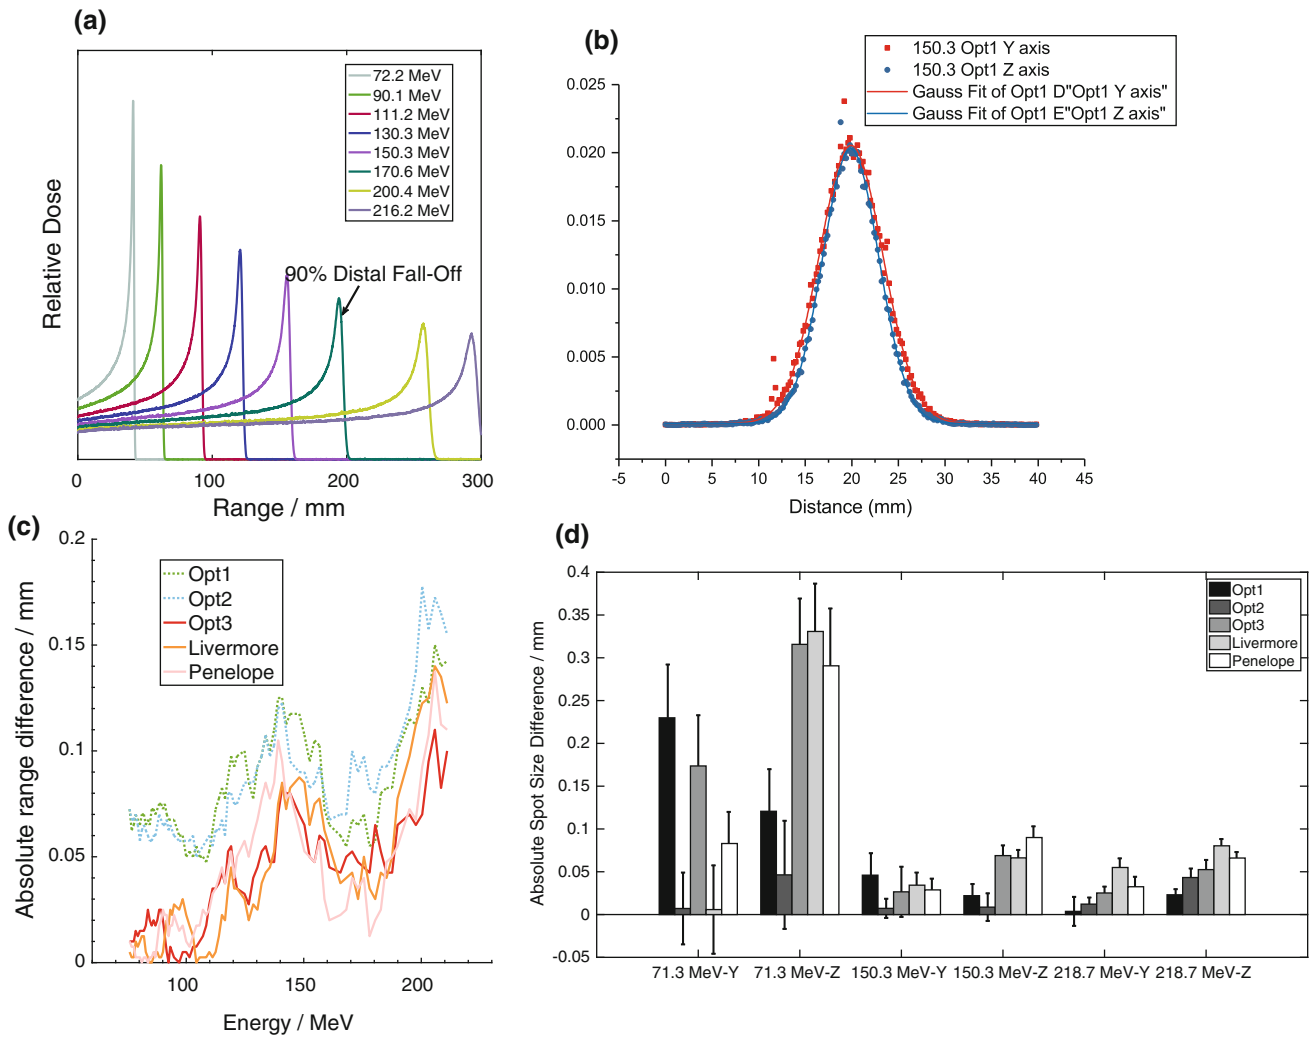 (a)
72.2 MeV
90.1 MeV
111.2 MeV
130.3 MeV
150.3 MeV
170.6 MeV
200.4 MeV
216.2 MeV
90% Distal Fall-Off
Relative Dose
0
100
200
300
Range / mm
(b)
150.3 Opt1 Y axis
150.3 Opt1 Z axis
Gauss Fit of Opt1 D"Opt1 Y axis"
Gauss Fit of Opt1 E"Opt1 Z axis"
0.025
0.020
0.015
0.010
0.005
0.000
-5
0
5
10
15
20
25
30
35
40
45
Distance (mm)
(c)
0.2
0.15
0.1
0.05
0
Absolute range difference / mm
Opt1
Opt2
Opt3
Livermore
Penelope
100
150
200
Energy / MeV
(d)
0.4
0.35
0.3
0.25
0.2
0.15
0.1
0.05
0
-0.05
Absolute Spot Size Difference / mm
Opt1
Opt2
Opt3
Livermore
Penelope
71.3 MeV-Y
71.3 MeV-Z
150.3 MeV-Y
150.3 MeV-Z
218.7 MeV-Y
218.7 MeV-Z